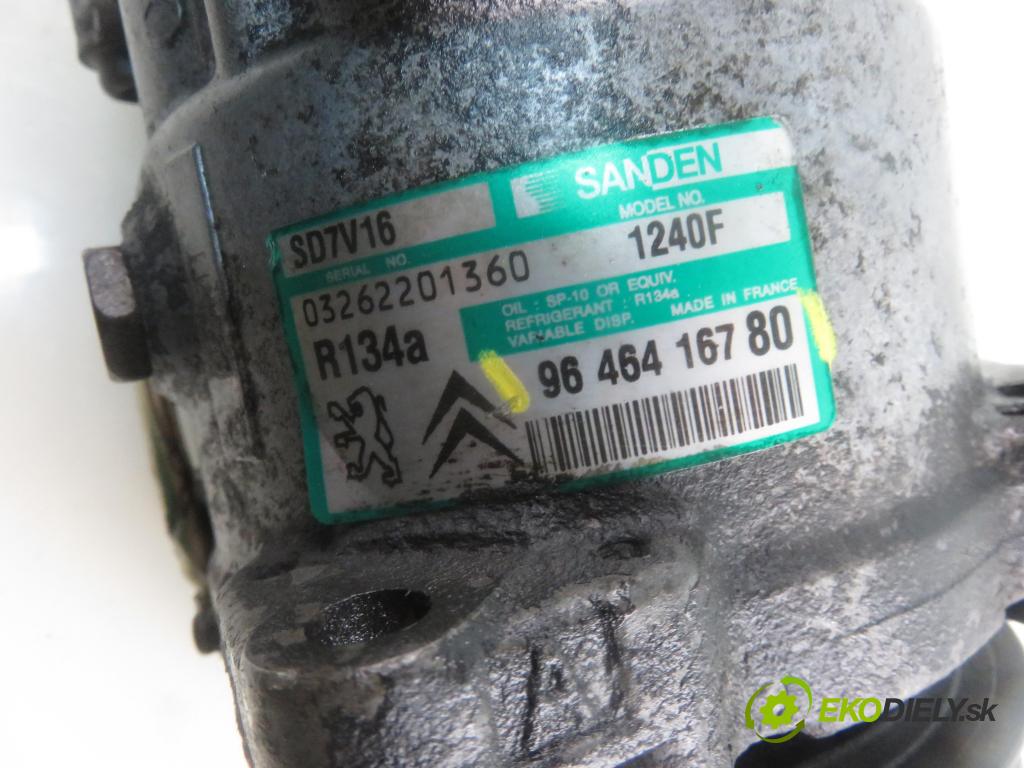 SANDEN
SD7V16
MODEL NO.
1240F
SERIAL NO.
03262201360
OIL : SP-10 OR EQUIV.
REFRIGERANT : R134a
VARIABLE DISP. MADE IN FRANCE
R134a
96 464 167 80
EKODIELY.sk